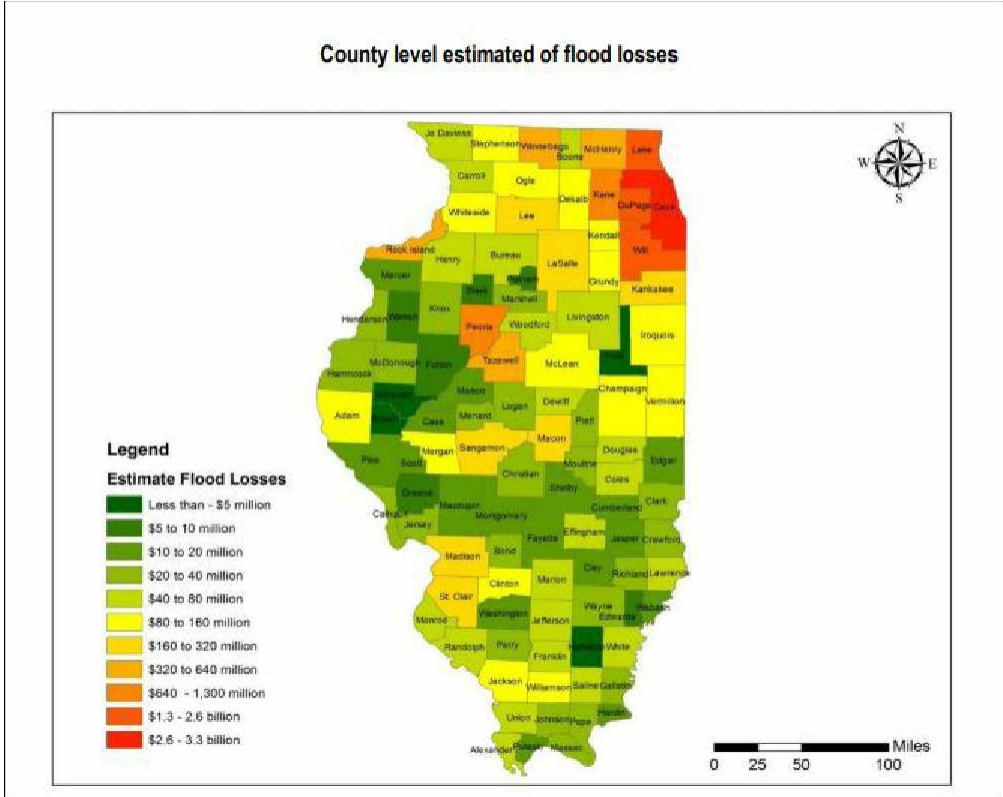 County level estimated of flood losses
N
W E
S
Jo Daviess
Stephenson
Winnebago
Boone
McHenry
Lake
Carroll
Ogle
Dekalb
Kane
DuPage
Cook
Whiteside
Lee
Kendall
Will
Rock Island
Henry
Bureau
LaSalle
Grundy
Kankakee
Mercer
Putnam
Stark
Marshall
Knox
Henderson
Warren
Peoria
Woodford
Livingston
Iroquois
McDonough
Fulton
Tazewell
McLean
Ford
Champaign
Vermilion
Mason
Adam
Logan
Dewitt
Menard
Cass
Piatt
Macon
Morgan
Sangamon
Douglas
Edgar
Pike
Scott
Christian
Moultrie
Coles
Greene
Shelby
Clark
Macoupin
Cumberland
Montgomery
Jersey
Effingham
Fayette
Jasper
Crawford
Madison
Bond
Clay
Richland
Lawrence
Clinton
Marion
St. Clair
Wayne
Edwards
Wabash
Washington
Monroe
Jefferson
Randolph
Perry
White
Franklin
Jackson
Williamson
Saline
Gallatin
Union
Johnson
Pope
Hardin
Alexander
Pulaski
Massac
Legend
Estimate Flood Losses
Less than - $5 million
$5 to 10 million
$10 to 20 million
$20 to 40 million
$40 to 80 million
$80 to 160 million
$160 to 320 million
$320 to 640 million
$640 - 1,300 million
$1.3 - 2.6 billion
$2.6 - 3.3 billion
Miles
0 25 50 100